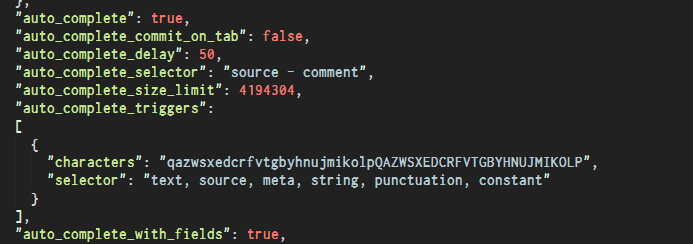 },
"auto_complete": true,
"auto_complete_commit_on_tab": false,
"auto_complete_delay": 50,
"auto_complete_selector": "source - comment",
"auto_complete_size_limit": 4194304,
"auto_complete_triggers":
[
{
"characters": "qazwsxedcrfvtgbyhnujmikolpQAZWSXEDCRFVTGBYHNUJMIKOLP",
"selector": "text, source, meta, string, punctuation, constant"
}
],
"auto_complete_with_fields": true,